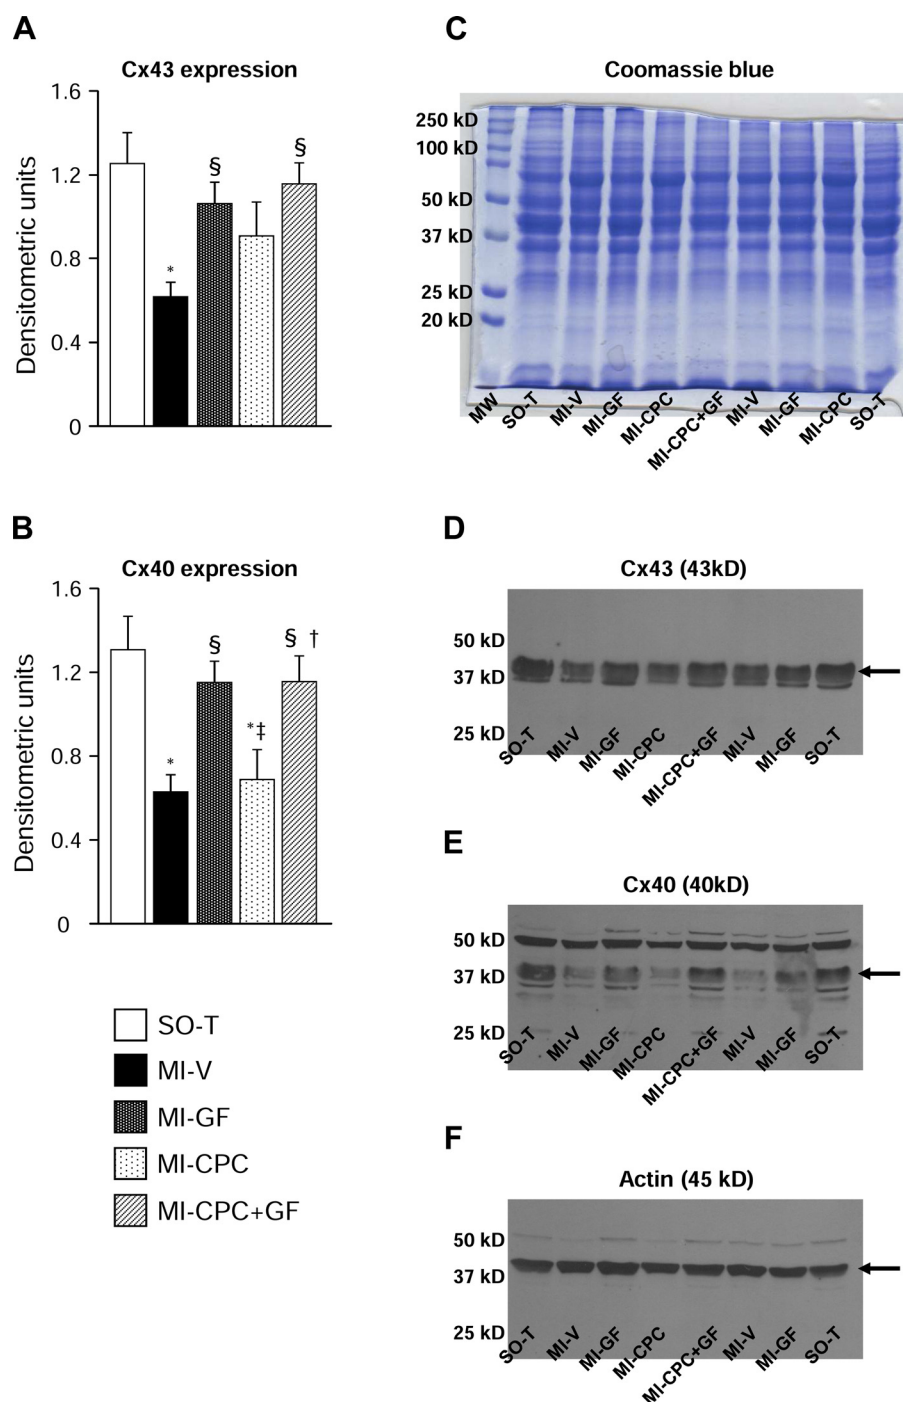 A
Cx43 expression
Densitometric units
1.6
1.2
0.8
0.4
0
*
§
§
B
Cx40 expression
Densitometric units
1.6
1.2
0.8
0.4
0
*
§
*‡
§ †
SO-T
MI-V
MI-GF
MI-CPC
MI-CPC+GF
C
Coomassie blue
250 kD
100 kD
50 kD
37 kD
25 kD
20 kD
MW
SO-T
MI-V
MI-GF
MI-CPC
MI-CPC+GF
MI-V
MI-GF
MI-CPC
SO-T
D
Cx43 (43kD)
50 kD
37 kD
25 kD
SO-T
MI-V
MI-GF
MI-CPC
MI-CPC+GF
MI-V
MI-GF
SO-T
E
Cx40 (40kD)
50 kD
37 kD
25 kD
SO-T
MI-V
MI-GF
MI-CPC
MI-CPC+GF
MI-V
MI-GF
SO-T
F
Actin (45 kD)
50 kD
37 kD
25 kD
SO-T
MI-V
MI-GF
MI-CPC
MI-CPC+GF
MI-V
MI-GF
SO-T